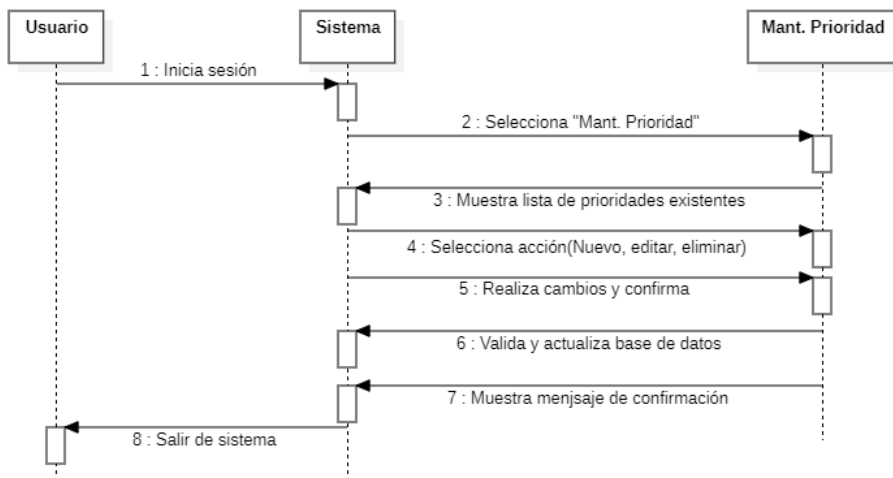 Usuario
Sistema
Mant. Prioridad
1 : Inicia sesión
2 : Selecciona "Mant. Prioridad"
3 : Muestra lista de prioridades existentes
4 : Selecciona acción(Nuevo, editar, eliminar)
5 : Realiza cambios y confirma
6 : Valida y actualiza base de datos
7 : Muestra menjsaje de confirmación
8 : Salir de sistema